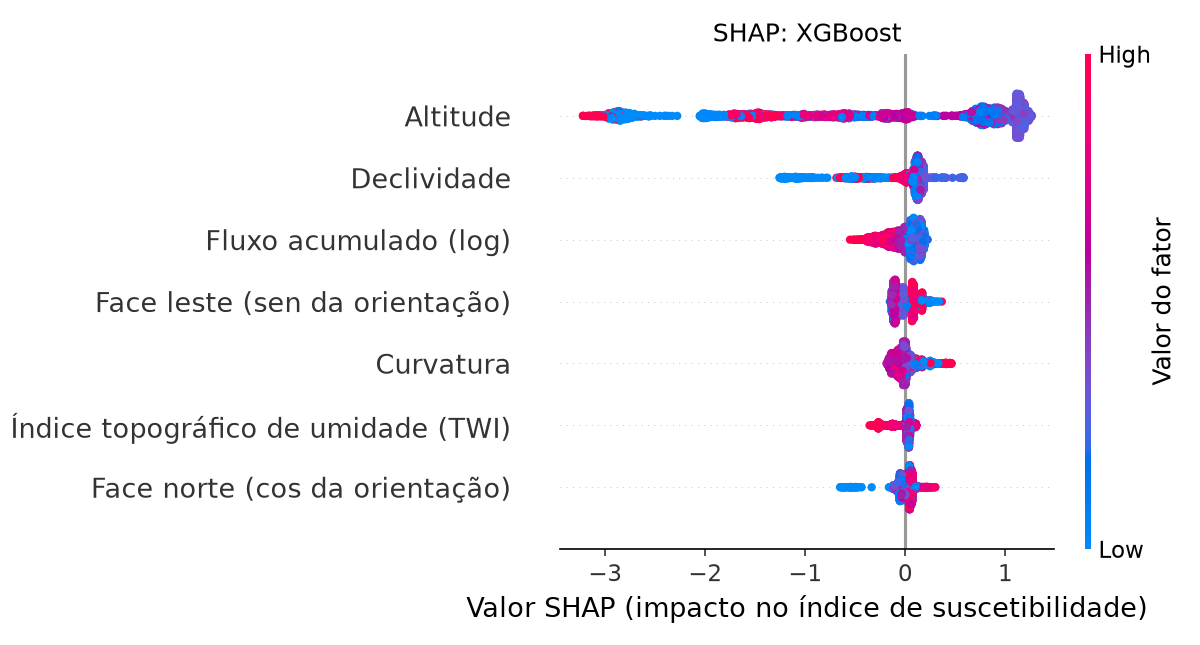 SHAP: XGBoost
High
Altitude
Declividade
Fluxo acumulado (log)
Face leste (sen da orientação)
Curvatura
Índice topográfico de umidade (TWI)
Face norte (cos da orientação)
Valor do fator
Low
−3 −2 −1 0 1
Valor SHAP (impacto no índice de suscetibilidade)